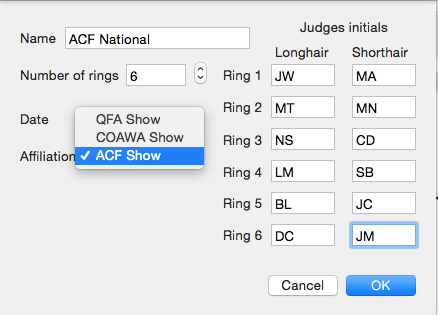 Judges initials
Name ACF National
Longhair Shorthair
Number of rings 6
Ring 1 JW MA
Ring 2 MT MN
Date
QFA Show
COAWA Show
Ring 3 NS CD
Affiliation ✓ ACF Show
Ring 4 LM SB
Ring 5 BL JC
Ring 6 DC JM
Cancel OK